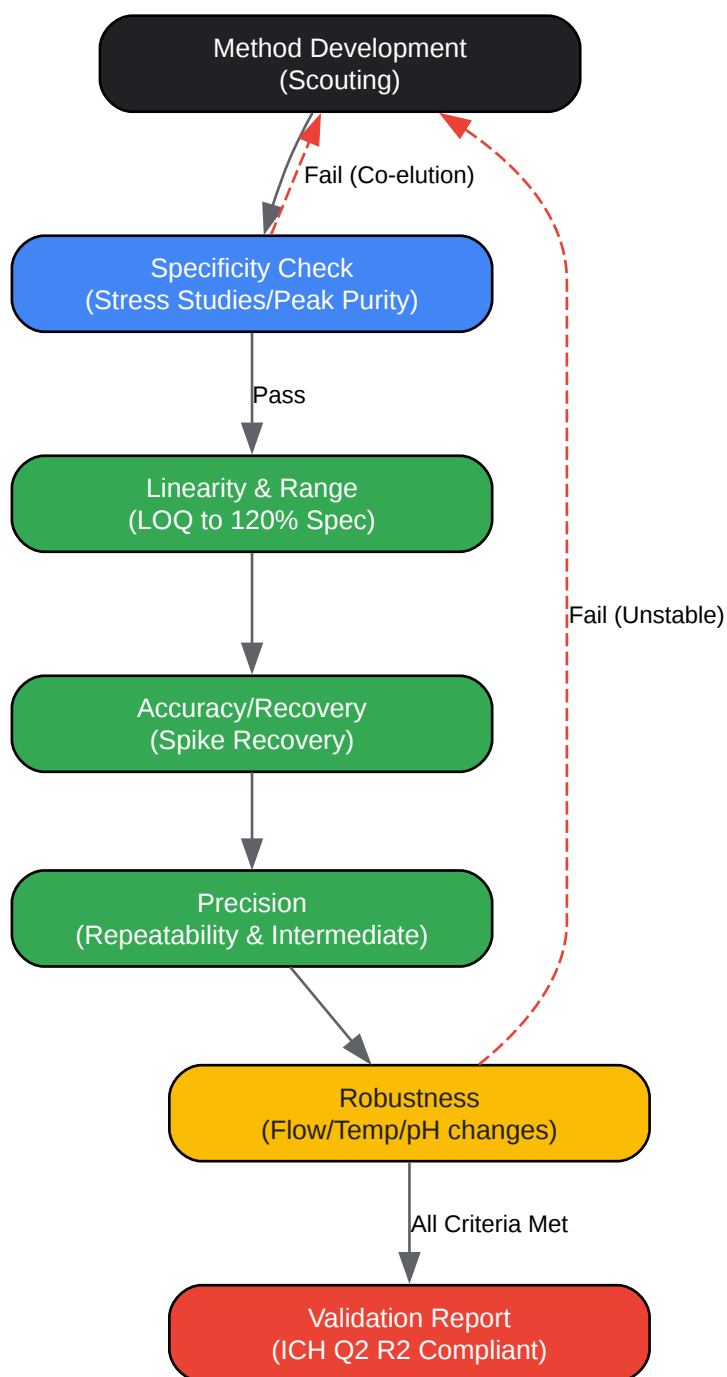 Method Development
(Scouting)
Fail (Co-elution)
Specificity Check
(Stress Studies/Peak Purity)
Pass
Linearity & Range
(LOQ to 120% Spec)
Fail (Unstable)
Accuracy/Recovery
(Spike Recovery)
Precision
(Repeatability & Intermediate)
Robustness
(Flow/Temp/pH changes)
All Criteria Met
Validation Report
(ICH Q2 R2 Compliant)